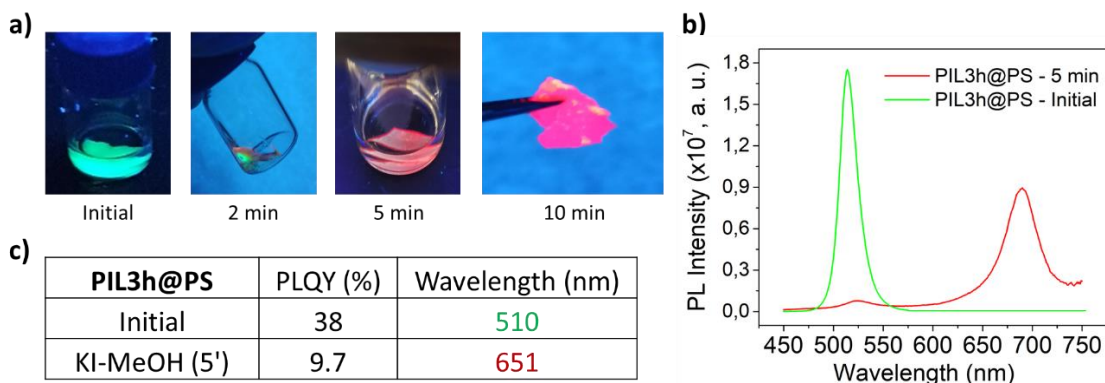 a)
Initial
2 min
5 min
10 min
b)
PL Intensity (x10⁷, a. u.)
1,8
1,5
1,2
0,9
0,6
0,3
0,0
PIL3h@PS - 5 min
PIL3h@PS - Initial
450 500 550 600 650 700 750
Wavelength (nm)
c)
PIL3h@PS PLQY (%) Wavelength (nm)
Initial 38 510
KI-MeOH (5') 9.7 651